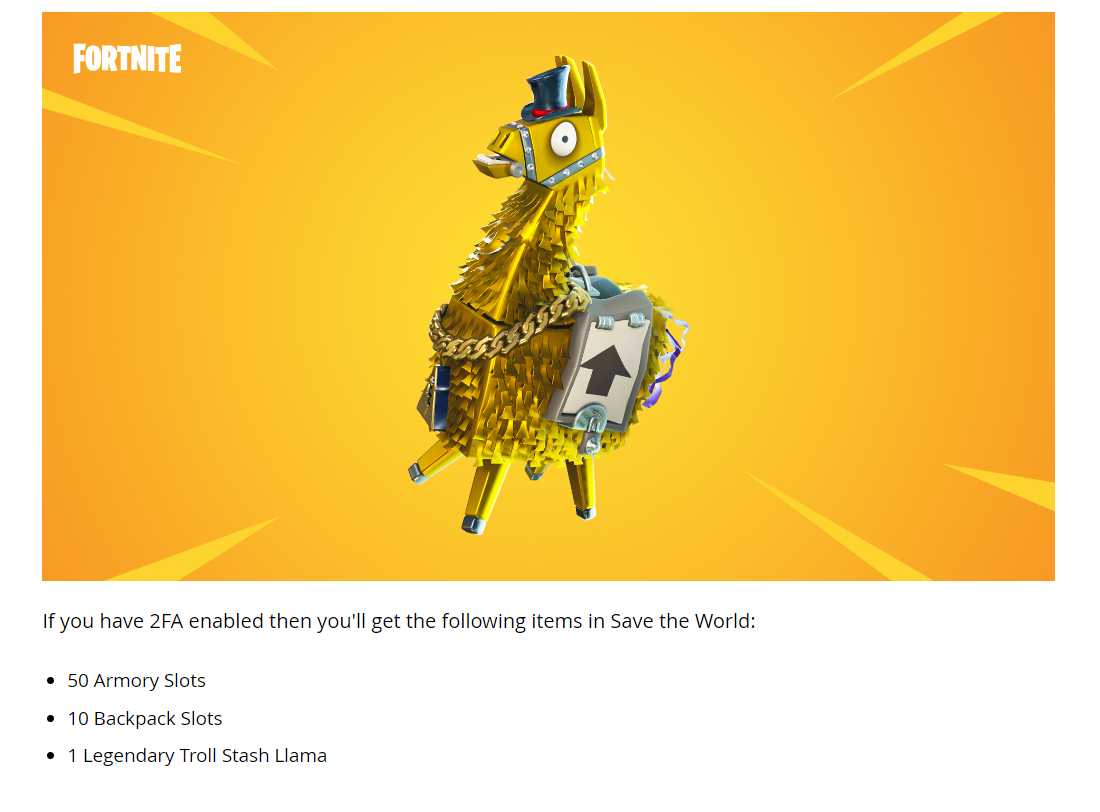 FORTNITE
If you have 2FA enabled then you'll get the following items in Save the World:
50 Armory Slots
10 Backpack Slots
1 Legendary Troll Stash Llama